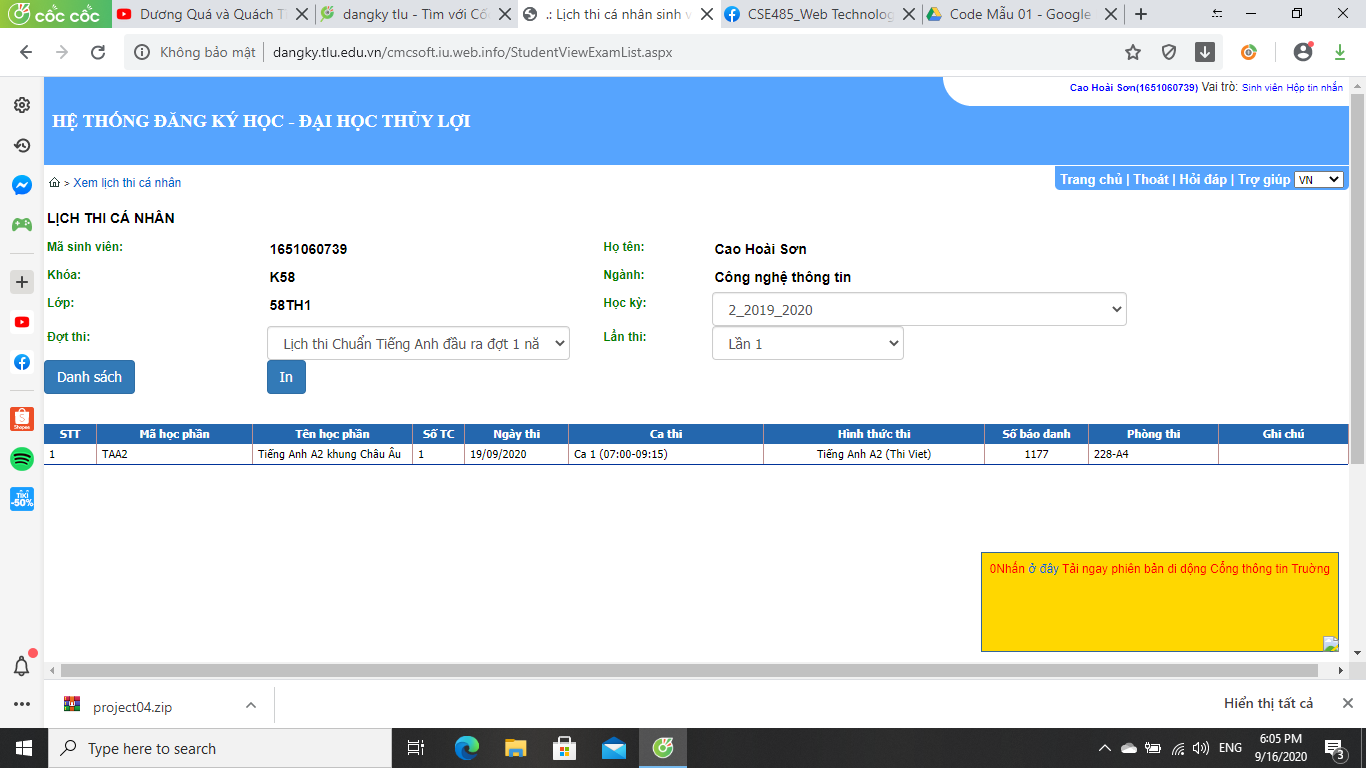 cốc cốc
Dương Quá và Quách T
dangky tlu - Tìm với Cố
.: Lịch thi cá nhân sinh v
CSE485_Web Technolog
Code Mẫu 01 - Google
Không bảo mật
dangky.tlu.edu.vn/cmcsoft.iu.web.info/StudentViewExamList.aspx
Cao Hoài Sơn(1651060739) Vai trò: Sinh viên Hộp tin nhắn
HỆ THỐNG ĐĂNG KÝ HỌC - ĐẠI HỌC THỦY LỢI
> Xem lịch thi cá nhân
Trang chủ | Thoát | Hỏi đáp | Trợ giúp VN
LỊCH THI CÁ NHÂN
Mã sinh viên: 1651060739 Họ tên: Cao Hoài Sơn
Khóa: K58 Ngành: Công nghệ thông tin
Lớp: 58TH1 Học kỳ: 2_2019_2020
Đợt thi: Lịch thi Chuẩn Tiếng Anh đầu ra đợt 1 nă Lần thi: Lần 1
Danh sách In
STT Mã học phần Tên học phần Số TC Ngày thi Ca thi Hình thức thi Số báo danh Phòng thi Ghi chú
1 TAA2 Tiếng Anh A2 khung Châu Âu 1 19/09/2020 Ca 1 (07:00-09:15) Tiếng Anh A2 (Thi Viet) 1177 228-A4
0Nhấn ở đây Tải ngay phiên bản di động Cổng thông tin Trường
Shopee
TIKI
-50%
project04.zip
Hiển thị tất cả
Type here to search
ENG
6:05 PM
9/16/2020
3